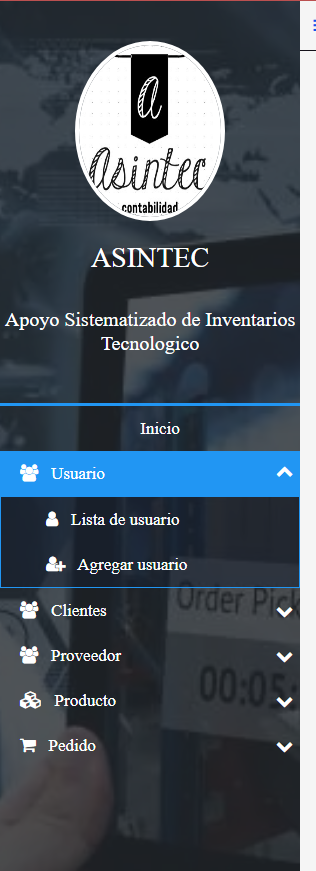 a
Asintec
contabilidad
ASINTEC
Apoyo Sistematizado de Inventarios
Tecnologico
Inicio
Usuario
Lista de usuario
Agregar usuario
Order Pick
Clientes
Proveedor
00:05
Producto
Pedido